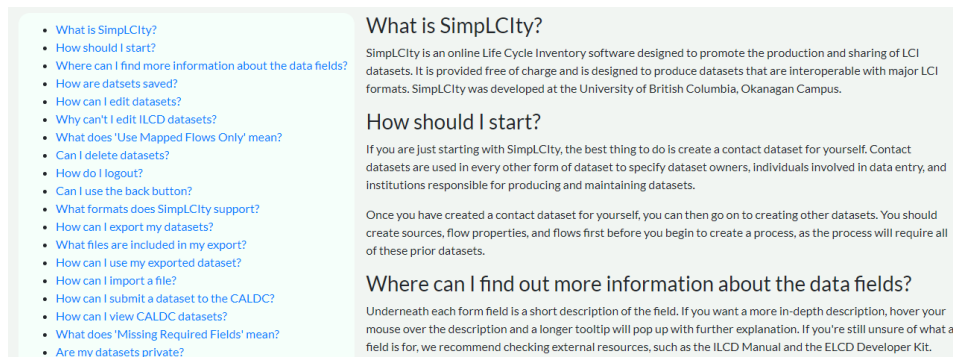 What is SimpLCIty?
How should I start?
Where can I find more information about the data fields?
How are datsets saved?
How can I edit datasets?
Why can't I edit ILCD datasets?
What does 'Use Mapped Flows Only' mean?
Can I delete datasets?
How do I logout?
Can I use the back button?
What formats does SimpLCIty support?
How can I export my datasets?
What files are included in my export?
How can I use my exported dataset?
How can I import a file?
How can I submit a dataset to the CALDC?
How can I view CALDC datasets?
What does 'Missing Required Fields' mean?
Are my datasets private?
What is SimpLCIty?
SimpLCIty is an online Life Cycle Inventory software designed to promote the production and sharing of LCI
datasets. It is provided free of charge and is designed to produce datasets that are interoperable with major LCI
formats. SimpLCIty was developed at the University of British Columbia, Okanagan Campus.
How should I start?
If you are just starting with SimpLCIty, the best thing to do is create a contact dataset for yourself. Contact
datasets are used in every other form of dataset to specify dataset owners, individuals involved in data entry, and
institutions responsible for producing and maintaining datasets.
Once you have created a contact dataset for yourself, you can then go on to creating other datasets. You should
create sources, flow properties, and flows first before you begin to create a process, as the process will require all
of these prior datasets.
Where can I find out more information about the data fields?
Underneath each form field is a short description of the field. If you want a more in-depth description, hover your
mouse over the description and a longer tooltip will pop up with further explanation. If you're still unsure of what a
field is for, we recommend checking external resources, such as the ILCD Manual and the ELCD Developer Kit.